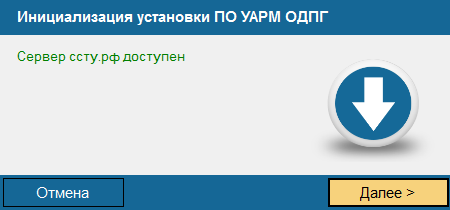 Инициализация установки ПО УАРМ ОДПГ
Сервер ссту.рф доступен
Отмена
Далее >